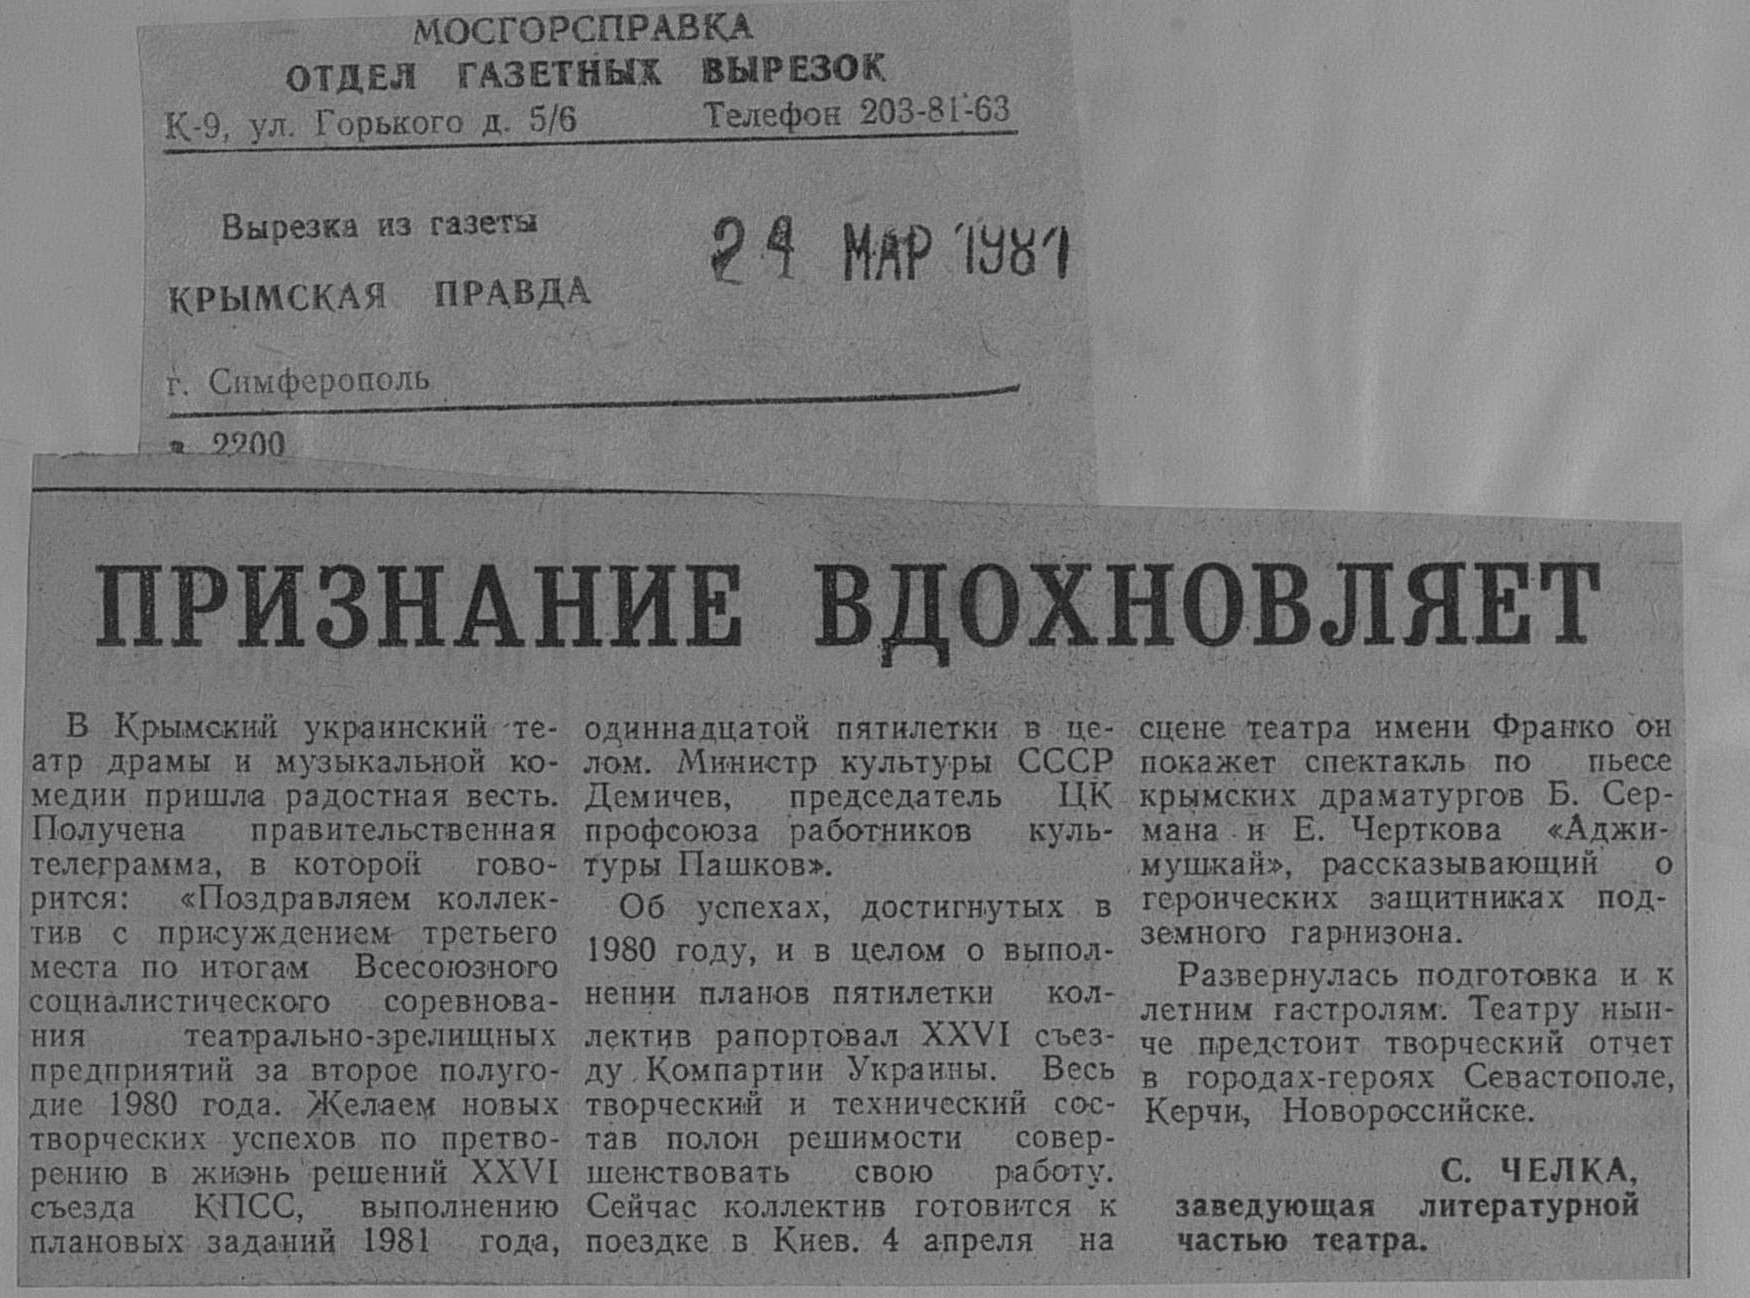 МОСГОРСПРАВКА
ОТДЕЛ ГАЗЕТНЫХ ВЫРЕЗОК
К-9, ул. Горького д. 5/6 Телефон 203-81-63
Вырезка из газеты
КРЫМСКАЯ ПРАВДА
24 МАР 1981
г. Симферополь
2200
ПРИЗНАНИЕ ВДОХНОВЛЯЕТ
В Крымский украинский те-
атр драмы и музыкальной ко-
медии пришла радостная весть.
Получена правительственная
телеграмма, в которой гово-
рится: «Поздравляем коллек-
тив с присуждением третьего
места по итогам Всесоюзного
социалистического соревнова-
ния театрально-зрелищных
предприятий за второе полуго-
дие 1980 года. Желаем новых
творческих успехов по претво-
рению в жизнь решений XXVI
съезда КПСС, выполнению
плановых заданий 1981 года,
одиннадцатой пятилетки в це-
лом. Министр культуры СССР
Демичев, председатель ЦК
профсоюза работников куль-
туры Пашков».
Об успехах, достигнутых в
1980 году, и в целом о выпол-
нении планов пятилетки кол-
лектив рапортовал XXVI съез-
ду Компартии Украины. Весь
творческий и технический сос-
тав полон решимости совер-
шенствовать свою работу.
Сейчас коллектив готовится к
поездке в Киев. 4 апреля на
сцене театра имени Франко он
покажет спектакль по пьесе
крымских драматургов Б. Сер-
мана и Е. Черткова «Аджи-
мушкай», рассказывающий о
героических защитниках под-
земного гарнизона.
Развернулась подготовка и к
летним гастролям. Театру нын-
че предстоит творческий отчет
в городах-героях Севастополе,
Керчи, Новороссийске.
С. ЧЕЛКА,
заведующая литературной
частью театра.